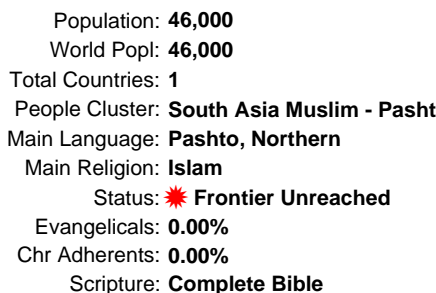 Population: 46,000
World Popl: 46,000
Total Countries: 1
People Cluster: South Asia Muslim - Pasht
Main Language: Pashto, Northern
Main Religion: Islam
Status: Frontier Unreached
Evangelicals: 0.00%
Chr Adherents: 0.00%
Scripture: Complete Bible